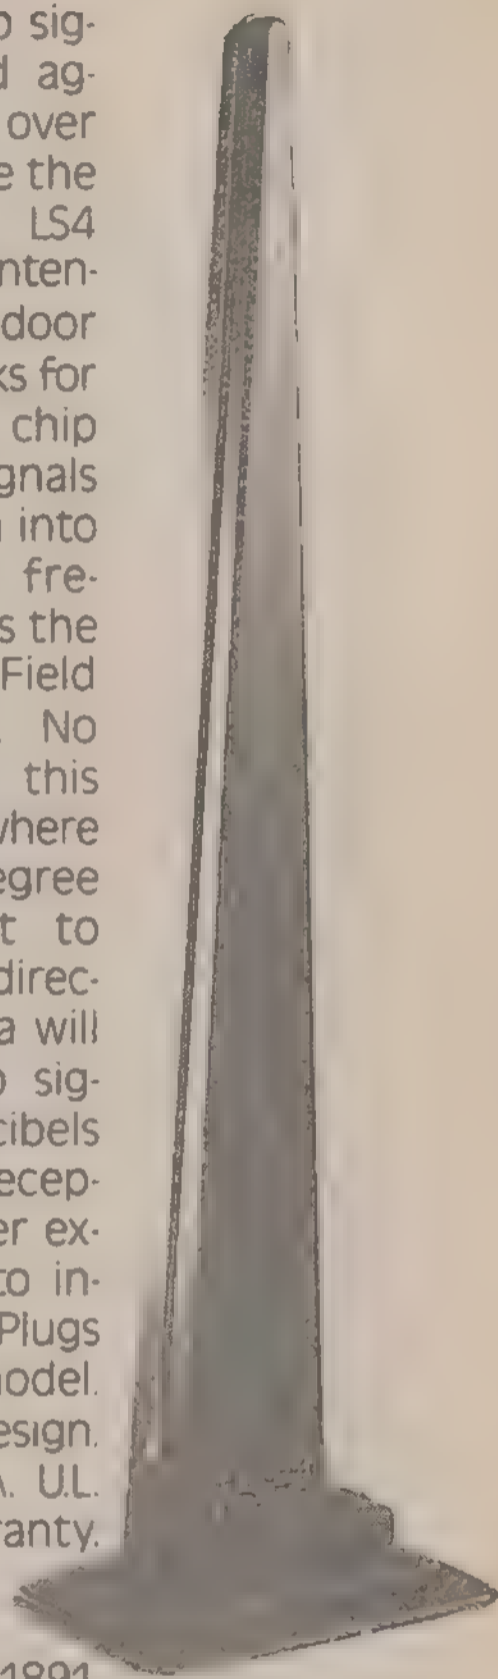 o sig-
d ag-
over
e the
LS4
nten-
door
ks for
chip
gnals
n into
fre-
s the
Field
. No
this
where
egree
t to
direc-
a will
o sig-
cibels
ecep-
er ex-
to in-
Plugs
nodel.
esign.
A. U.L.
ranty.
1891